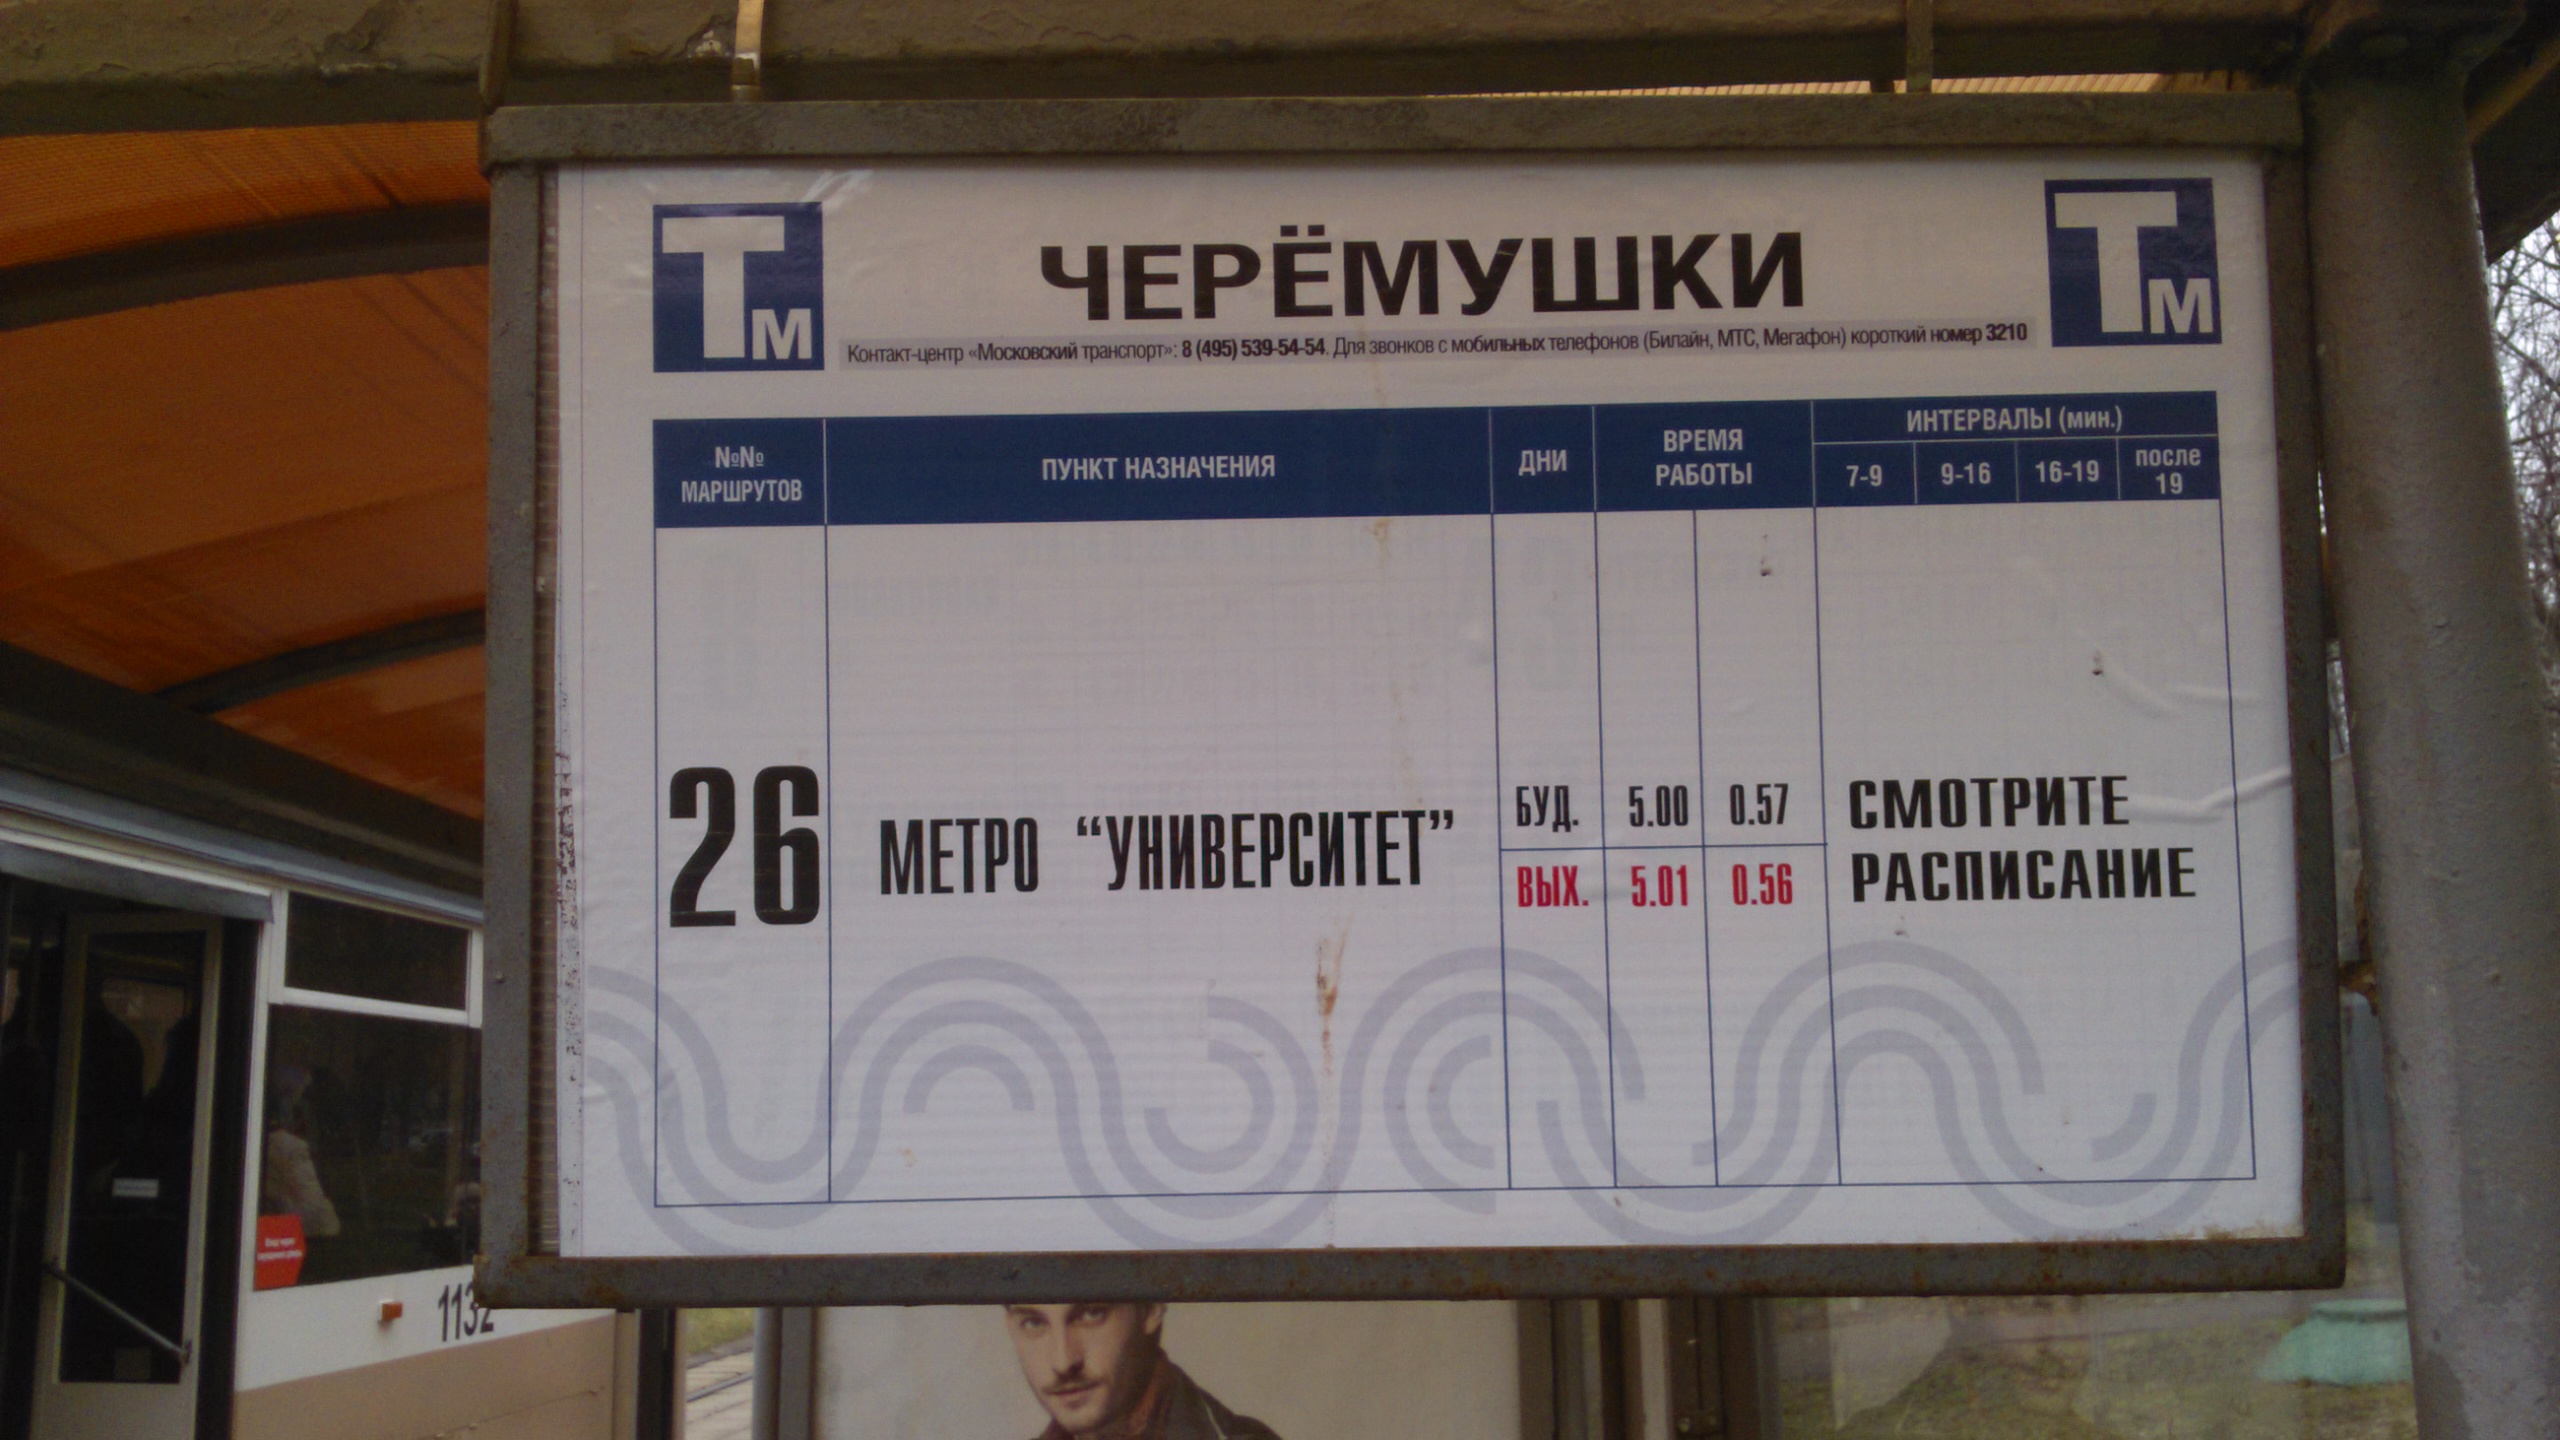 Тм
ЧЕРЁМУШКИ
Тм
Контакт-центр «Московский транспорт»: 8 (495) 539-54-54. Для звонков с мобильных телефонов (Билайн, МТС, Мегафон) короткий номер 3210
№№
МАРШРУТОВ
ПУНКТ НАЗНАЧЕНИЯ
ДНИ
ВРЕМЯ
РАБОТЫ
ИНТЕРВАЛЫ (мин.)
7-9
9-16
16-19
после
19
26
МЕТРО “УНИВЕРСИТЕТ”
БУД.
5.00
0.57
ВЫХ.
5.01
0.56
СМОТРИТЕ
РАСПИСАНИЕ
1132